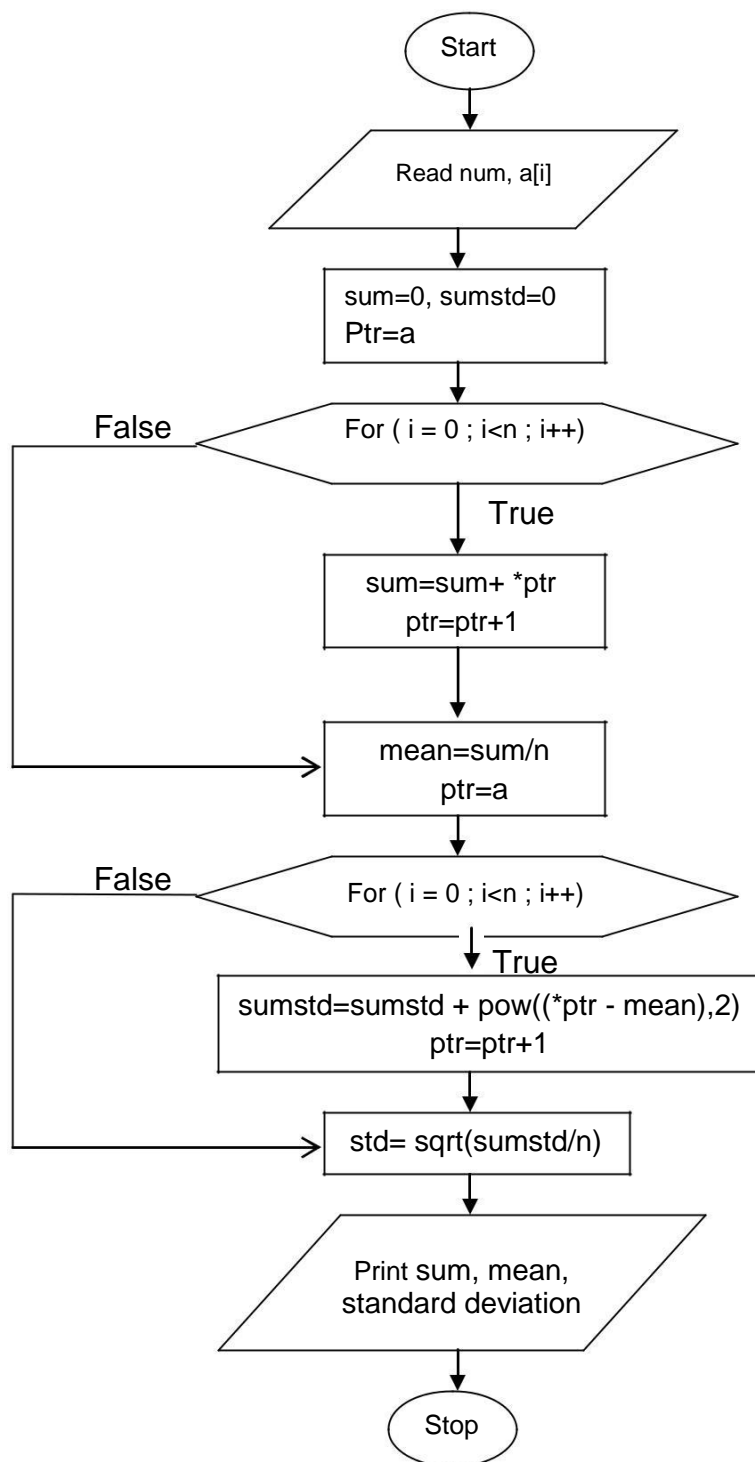 Start
Read num, a[i]
sum=0, sumstd=0
Ptr=a
False
For ( i = 0 ; i<n ; i++)
True
sum=sum+ *ptr
ptr=ptr+1
mean=sum/n
ptr=a
False
For ( i = 0 ; i<n ; i++)
True
sumstd=sumstd + pow((*ptr - mean),2)
ptr=ptr+1
std= sqrt(sumstd/n)
Print sum, mean,
standard deviation
Stop